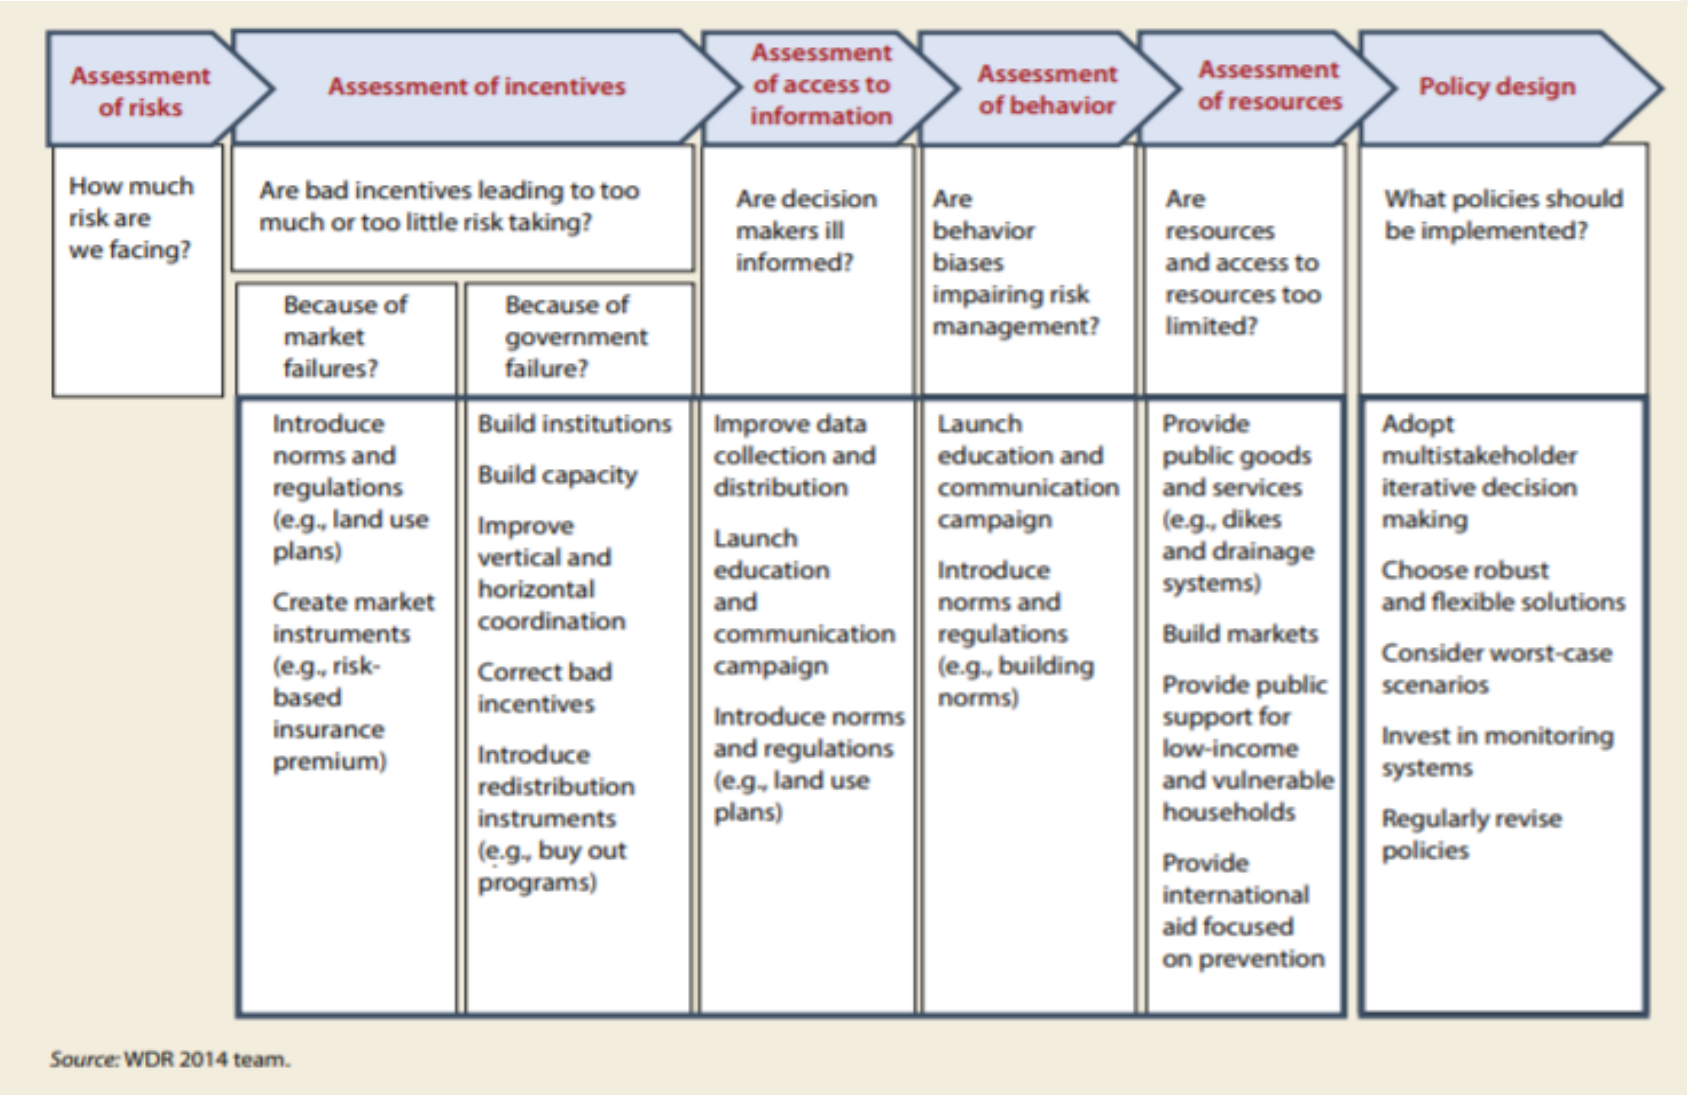 Assessment
of risks
Assessment of incentives
Assessment
of access to
information
Assessment
of behavior
Assessment
of resources
Policy design
How much
risk are
we facing?
Are bad incentives leading to too
much or too little risk taking?
Because of
market
failures?
Because of
government
failure?
Are decision
makers ill
informed?
Are
behavior
biases
impairing risk
management?
Are
resources
and access to
resources too
limited?
What policies should
be implemented?
Introduce
norms and
regulations
(e.g., land use
plans)
Create market
instruments
(e.g., risk-
based
insurance
premium)
Build institutions
Build capacity
Improve
vertical and
horizontal
coordination
Correct bad
incentives
Introduce
redistribution
instruments
(e.g., buy out
programs)
Improve data
collection and
distribution
Launch
education
and
communication
campaign
Introduce norms
and regulations
(e.g., land use
plans)
Launch
education and
communication
campaign
Introduce
norms and
regulations
(e.g., building
norms)
Provide
public goods
and services
(e.g., dikes
and drainage
systems)
Build markets
Provide public
support for
low-income
and vulnerable
households
Provide
international
aid focused
on prevention
Adopt
multistakeholder
iterative decision
making
Choose robust
and flexible solutions
Consider worst-case
scenarios
Invest in monitoring
systems
Regularly revise
policies
Source: WDR 2014 team.